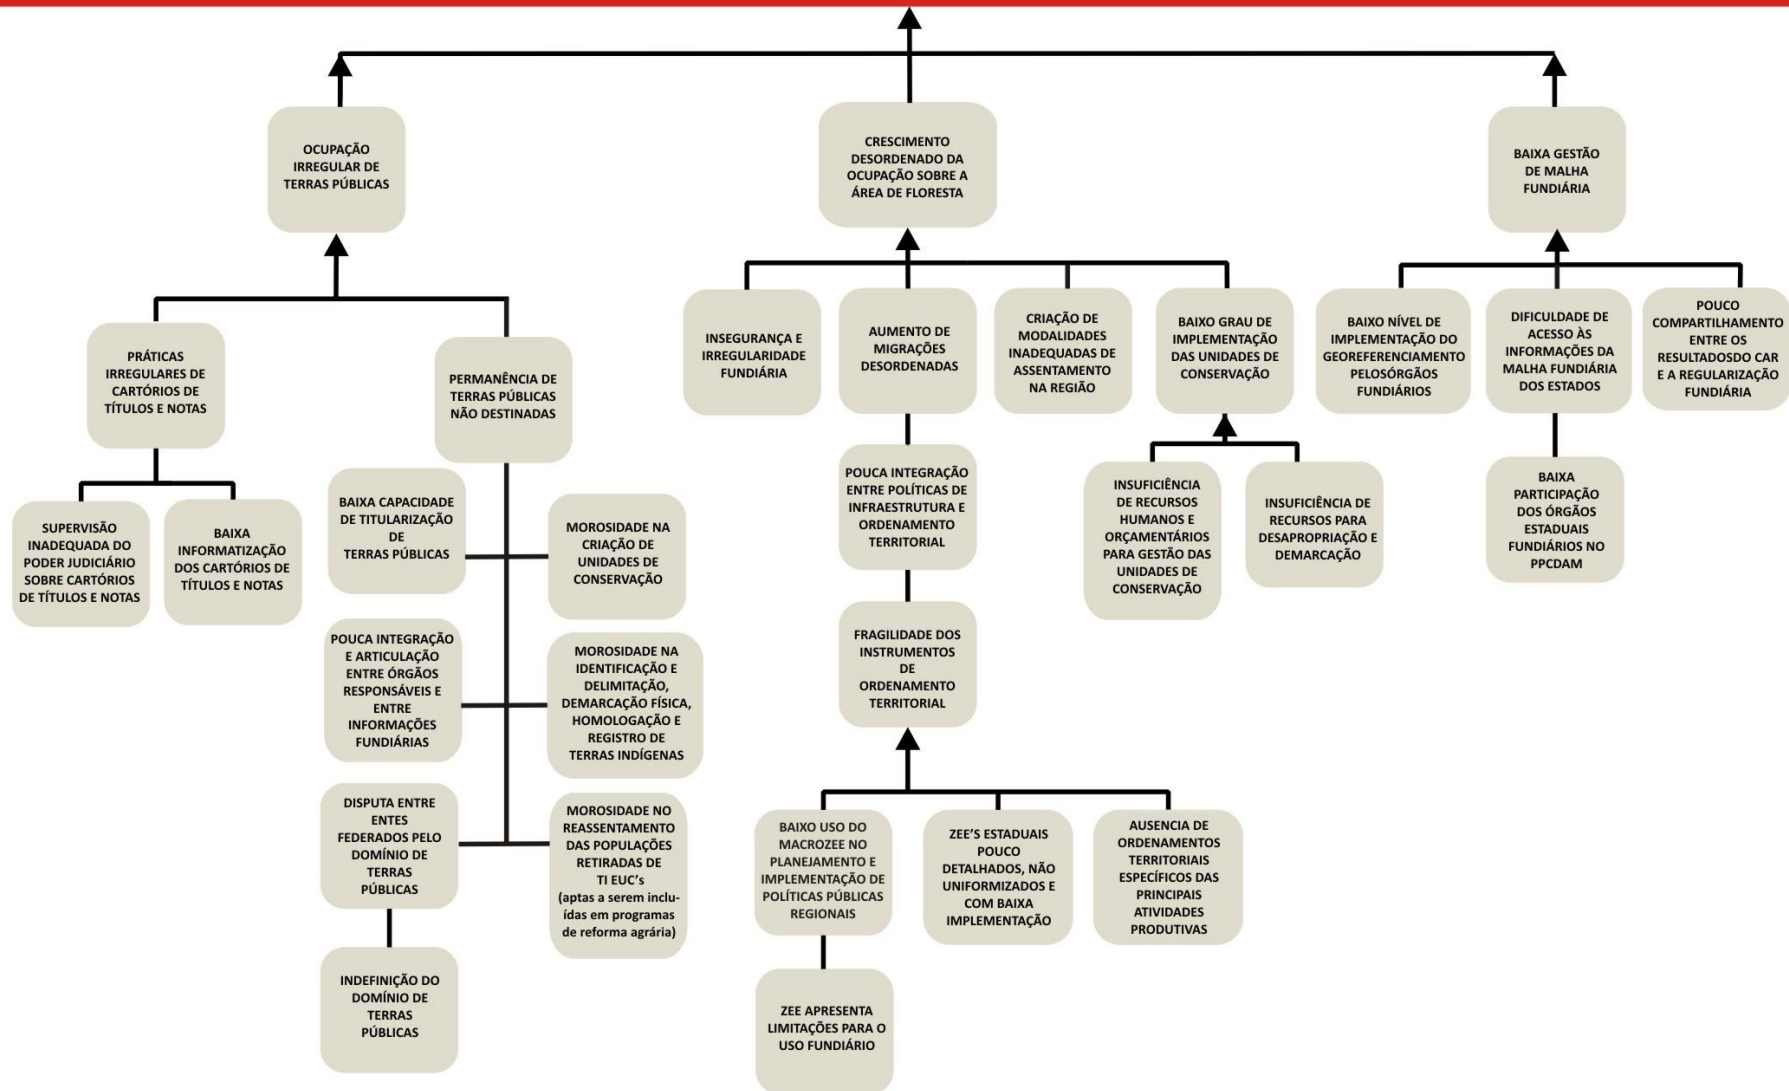 OCUPAÇÃO
IRREGULAR DE
TERRAS PÚBLICAS
CRESCIMENTO
DESORDENADO DA
OCUPAÇÃO SOBRE A
ÁREA DE FLORESTA
BAIXA GESTÃO
DE MALHA
FUNDIÁRIA
PRÁTICAS
IRREGULARES DE
CARTÓRIOS DE
TÍTULOS E NOTAS
PERMANÊNCIA DE
TERRAS PÚBLICAS
NÃO DESTINADAS
INSEGURANÇA E
IRREGULARIDADE
FUNDIÁRIA
AUMENTO DE
MIGRAÇÕES
DESORDENADAS
CRIAÇÃO DE
MODALIDADES
INADEQUADAS DE
ASSENTAMENTO
NA REGIÃO
BAIXO GRAU DE
IMPLEMENTAÇÃO
DAS UNIDADES DE
CONSERVAÇÃO
BAIXO NÍVEL DE
IMPLEMENTAÇÃO DO
GEOREFERENCIAMENTO
PELOSÓRGÃOS
FUNDIÁRIOS
DIFICULDADE DE
ACESSO ÀS
INFORMAÇÕES DA
MALHA FUNDIÁRIA
DOS ESTADOS
POUCO
COMPARTILHAMENTO
ENTRE OS
RESULTADOSDO CAR
E A REGULARIZAÇÃO
FUNDIÁRIA
SUPERVISÃO
INADEQUADA DO
PODER JUDICIÁRIO
SOBRE CARTÓRIOS
DE TÍTULOS E NOTAS
BAIXA
INFORMATIZAÇÃO
DOS CARTÓRIOS DE
TÍTULOS E NOTAS
BAIXA CAPACIDADE
DE TITULARIZAÇÃO
DE
TERRAS PÚBLICAS
MOROSIDADE NA
CRIAÇÃO DE
UNIDADES DE
CONSERVAÇÃO
POUCA INTEGRAÇÃO
E ARTICULAÇÃO
ENTRE ÓRGÃOS
RESPONSÁVEIS E
ENTRE
INFORMAÇÕES
FUNDIÁRIAS
MOROSIDADE NA
IDENTIFICAÇÃO E
DELIMITAÇÃO,
DEMARCAÇÃO FÍSICA,
HOMOLOGAÇÃO E
REGISTRO DE
TERRAS INDÍGENAS
DISPUTA ENTRE
ENTES
FEDERADOS PELO
DOMÍNIO DE
TERRAS
PÚBLICAS
MOROSIDADE NO
REASSENTAMENTO
DAS POPULAÇÕES
RETIRADAS DE
TI EUC's
(aptas a serem inclu-
ídas em programas
de reforma agrária)
INDEFINIÇÃO DO
DOMÍNIO DE
TERRAS
PÚBLICAS
POUCA INTEGRAÇÃO
ENTRE POLÍTICAS DE
INFRAESTRUTURA E
ORDENAMENTO
TERRITORIAL
FRAGILIDADE DOS
INSTRUMENTOS
DE
ORDENAMENTO
TERRITORIAL
BAIXO USO DO
MACROZEE NO
PLANEJAMENTO E
IMPLEMENTAÇÃO DE
POLÍTICAS PÚBLICAS
REGIONAIS
ZEE'S ESTADUAIS
POUCO
DETALHADOS, NÃO
UNIFORMIZADOS E
COM BAIXA
IMPLEMENTAÇÃO
AUSENCIA DE
ORDENAMENTOS
TERRITORIAIS
ESPECÍFICOS DAS
PRINCIPAIS
ATIVIDADES
PRODUTIVAS
ZEE APRESENTA
LIMITAÇÕES PARA O
USO FUNDIÁRIO
INSUFICIÊNCIA
DE RECURSOS
HUMANOS E
ORÇAMENTÁRIOS
PARA GESTÃO DAS
UNIDADES DE
CONSERVAÇÃO
INSUFICIÊNCIA DE
RECURSOS PARA
DESAPROPRIAÇÃO E
DEMARCAÇÃO
BAIXA
PARTICIPAÇÃO
DOS ÓRGÃOS
ESTADUAIS
FUNDIÁRIOS NO
PPCDAM